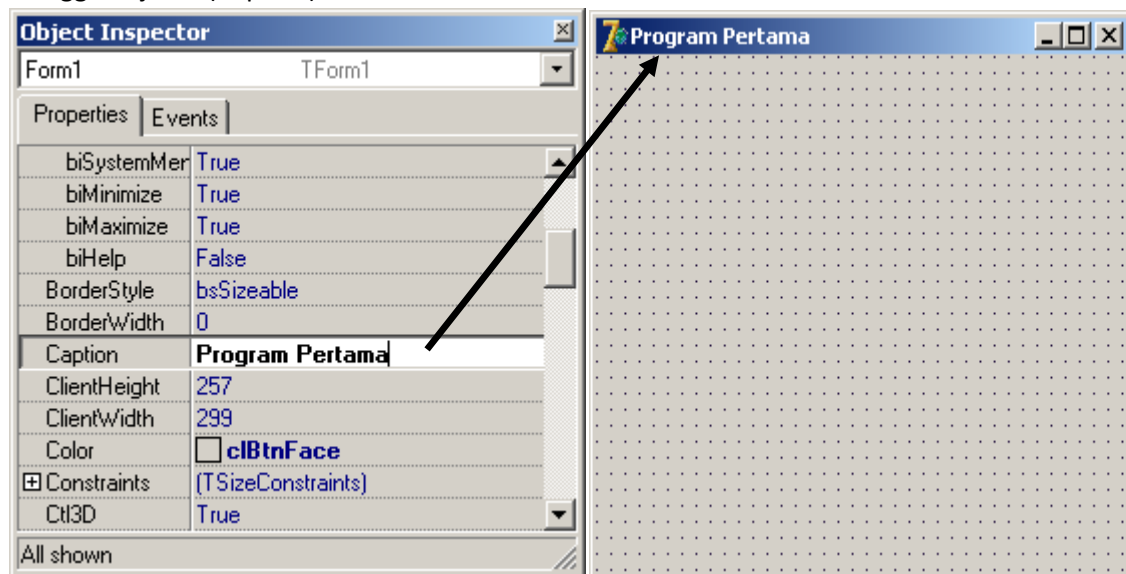 Object Inspector
Form1 TForm1
Properties Events
biSystemMer True
biMinimize True
biMaximize True
biHelp False
BorderStyle bsSizeable
BorderWidth 0
Caption Program Pertama
ClientHeight 257
ClientWidth 299
Color clBtnFace
Constraints (TSizeConstraints)
Ctl3D True
All shown
Program Pertama